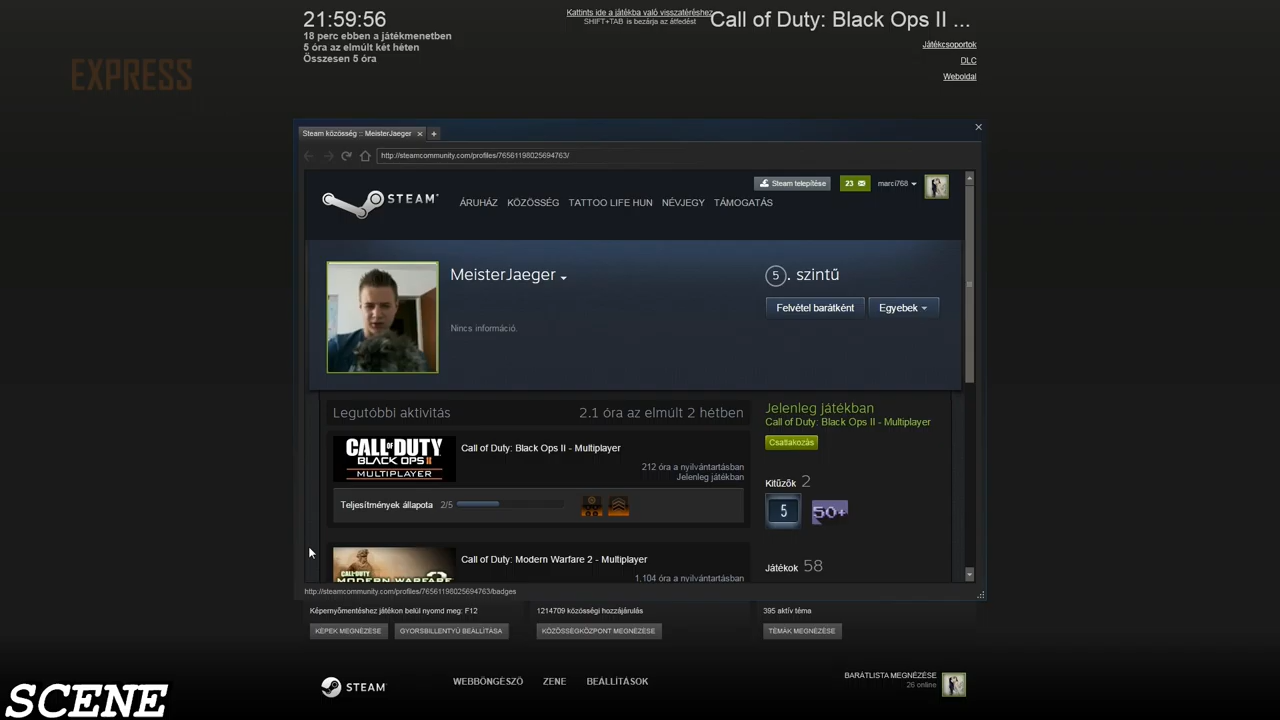 21:59:56
18 perc ebben a játékmenetben
5 óra az elmúlt két héten
Összesen 5 óra
Kattints ide a játékba való visszatéréshez
SHIFT+TAB is bezárja az átfedést
Call of Duty: Black Ops II ...
Játékcsoportok
DLC
Weboldal
EXPRESS
Steam közösség :: MeisterJaeger
http://steamcommunity.com/profiles/76561198025694763/
Steam telepítése
23
marci768
STEAM
ÁRUHÁZ KÖZÖSSÉG TATTOO LIFE HUN NÉVJEGY TÁMOGATÁS
MeisterJaeger
5. szintű
Felvétel barátként
Egyebek
Nincs információ.
Legutóbbi aktivitás
2.1 óra az elmúlt 2 hétben
CALL OF DUTY
BLACK OPS II
MULTIPLAYER
Call of Duty: Black Ops II - Multiplayer
212 óra a nyilvántartásban
Jelenleg játékban
Teljesítmények állapota 2/5
CALL OF DUTY
MODERN WARFARE 2
Call of Duty: Modern Warfare 2 - Multiplayer
1,104 óra a nyilvántartásban
Jelenleg játékban
Call of Duty: Black Ops II - Multiplayer
Csatlakozás
Kitűzők 2
5
50+
Játékok 58
http://steamcommunity.com/profiles/76561198025694763/badges
Képernyőmentéshez játékon belül nyomd meg: F12
KÉPEK MEGNÉZÉSE
GYORSBILLENTYŰ BEÁLLÍTÁSA
1214709 közösségi hozzájárulás
KÖZÖSSÉGKÖZPONT MEGNÉZÉSE
395 aktív téma
TÉMÁK MEGNÉZÉSE
STEAM
WEBBÖNGÉSZŐ ZENE BEÁLLÍTÁSOK
BARÁTLISTA MEGNÉZÉSE
26 online
SCENE